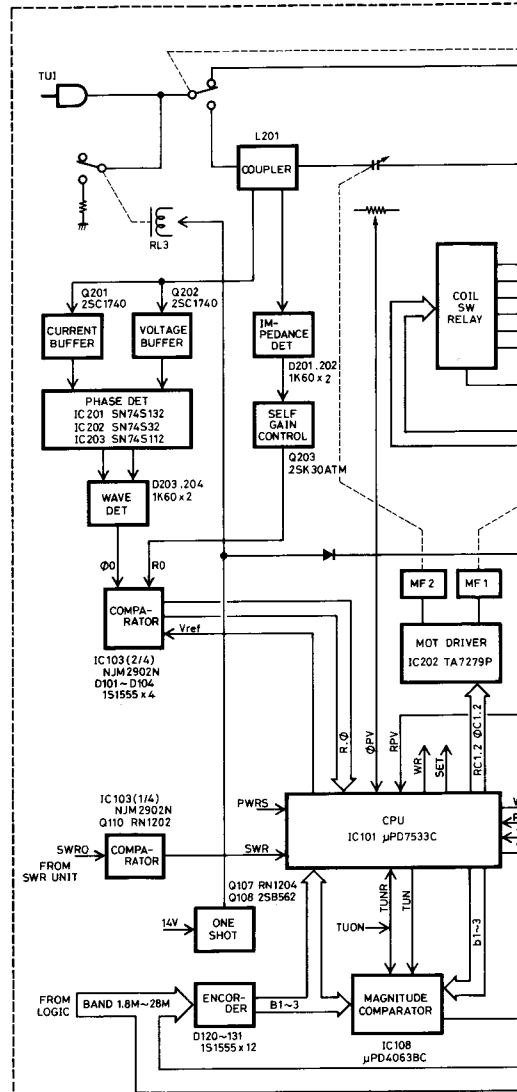 TU1
L201
COUPLER
RL3
Q201
2SC1740
Q202
2SC1740
CURRENT
BUFFER
VOLTAGE
BUFFER
IM-
PEDANCE
DET
D201.202
1K60×2
COIL
SW
RELAY
PHASE DET
IC201 SN74S132
IC202 SN74S32
IC203 SN74S112
SELF
GAIN
CONTROL
Q203
2SK30ATM
WAVE
DET
D203.204
1K60×2
Ø0
R0
COMPA-
RATOR
Vref
IC103(2/4)
NJM2902N
D101~D104
1S1555×4
MF2
MF1
MOT DRIVER
IC202 TA7279P
R.Ø
ØPV
RPV
WR
SET
RC1.2 ØC1.2
IC103(1/4)
NJM2902N
Q110 RN1202
PWRS
CPU
IC101 μPD7533C
SWR0
FROM
SWR UNIT
COMPA-
RATOR
SWR
Q107 RN1204
Q108 2SB562
14V
ONE
SHOT
TUNR
TUN
TUON
b1~3
FROM
LOGIC
BAND 1.8M~28M
ENCOR-
DER
B1~3
MAGNITUDE
COMPARATOR
D120~131
1S1555×12
IC108
μPD4063BC